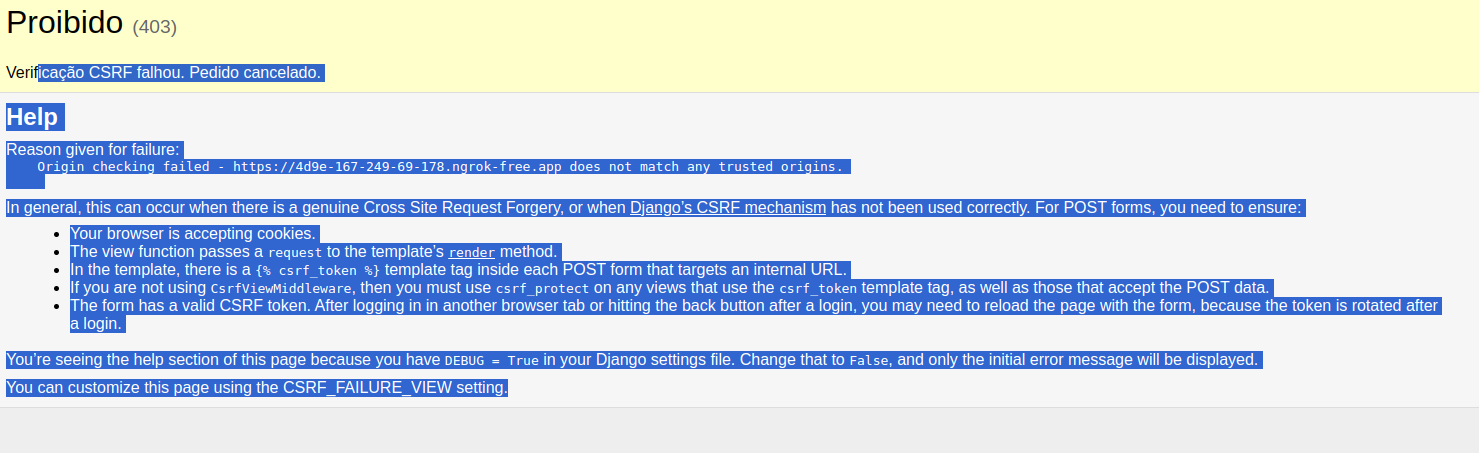 Proibido (403)
Verificação CSRF falhou. Pedido cancelado.
Help
Reason given for failure:
Origin checking failed - https://4d9e-167-249-69-178.ngrok-free.app does not match any trusted origins.
In general, this can occur when there is a genuine Cross Site Request Forgery, or when Django’s CSRF mechanism has not been used correctly. For POST forms, you need to ensure:
• Your browser is accepting cookies.
• The view function passes a request to the template’s render method.
• In the template, there is a {% csrf_token %} template tag inside each POST form that targets an internal URL.
• If you are not using CsrfViewMiddleware, then you must use csrf_protect on any views that use the csrf_token template tag, as well as those that accept the POST data.
• The form has a valid CSRF token. After logging in in another browser tab or hitting the back button after a login, you may need to reload the page with the form, because the token is rotated after
a login.
You’re seeing the help section of this page because you have DEBUG = True in your Django settings file. Change that to False, and only the initial error message will be displayed.
You can customize this page using the CSRF_FAILURE_VIEW setting.